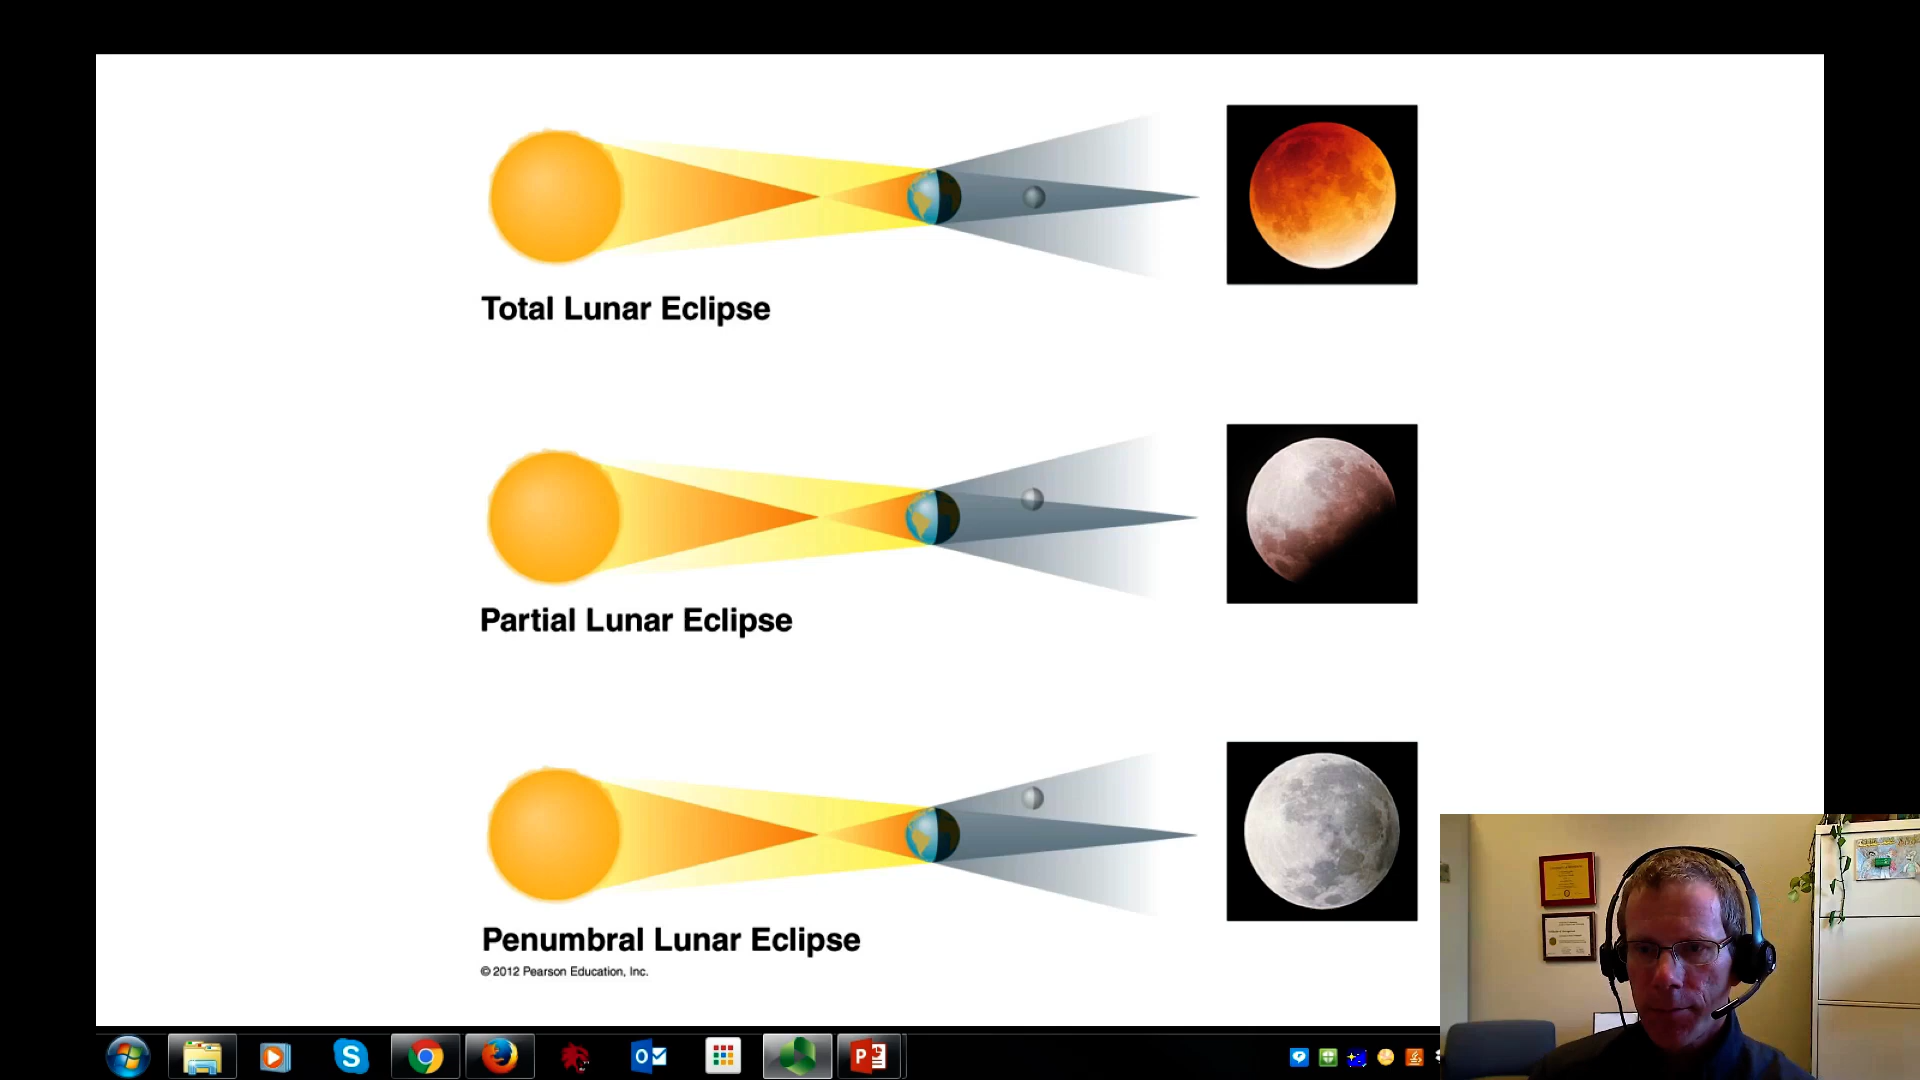 Total Lunar Eclipse
Partial Lunar Eclipse
Penumbral Lunar Eclipse
© 2012 Pearson Education, Inc.